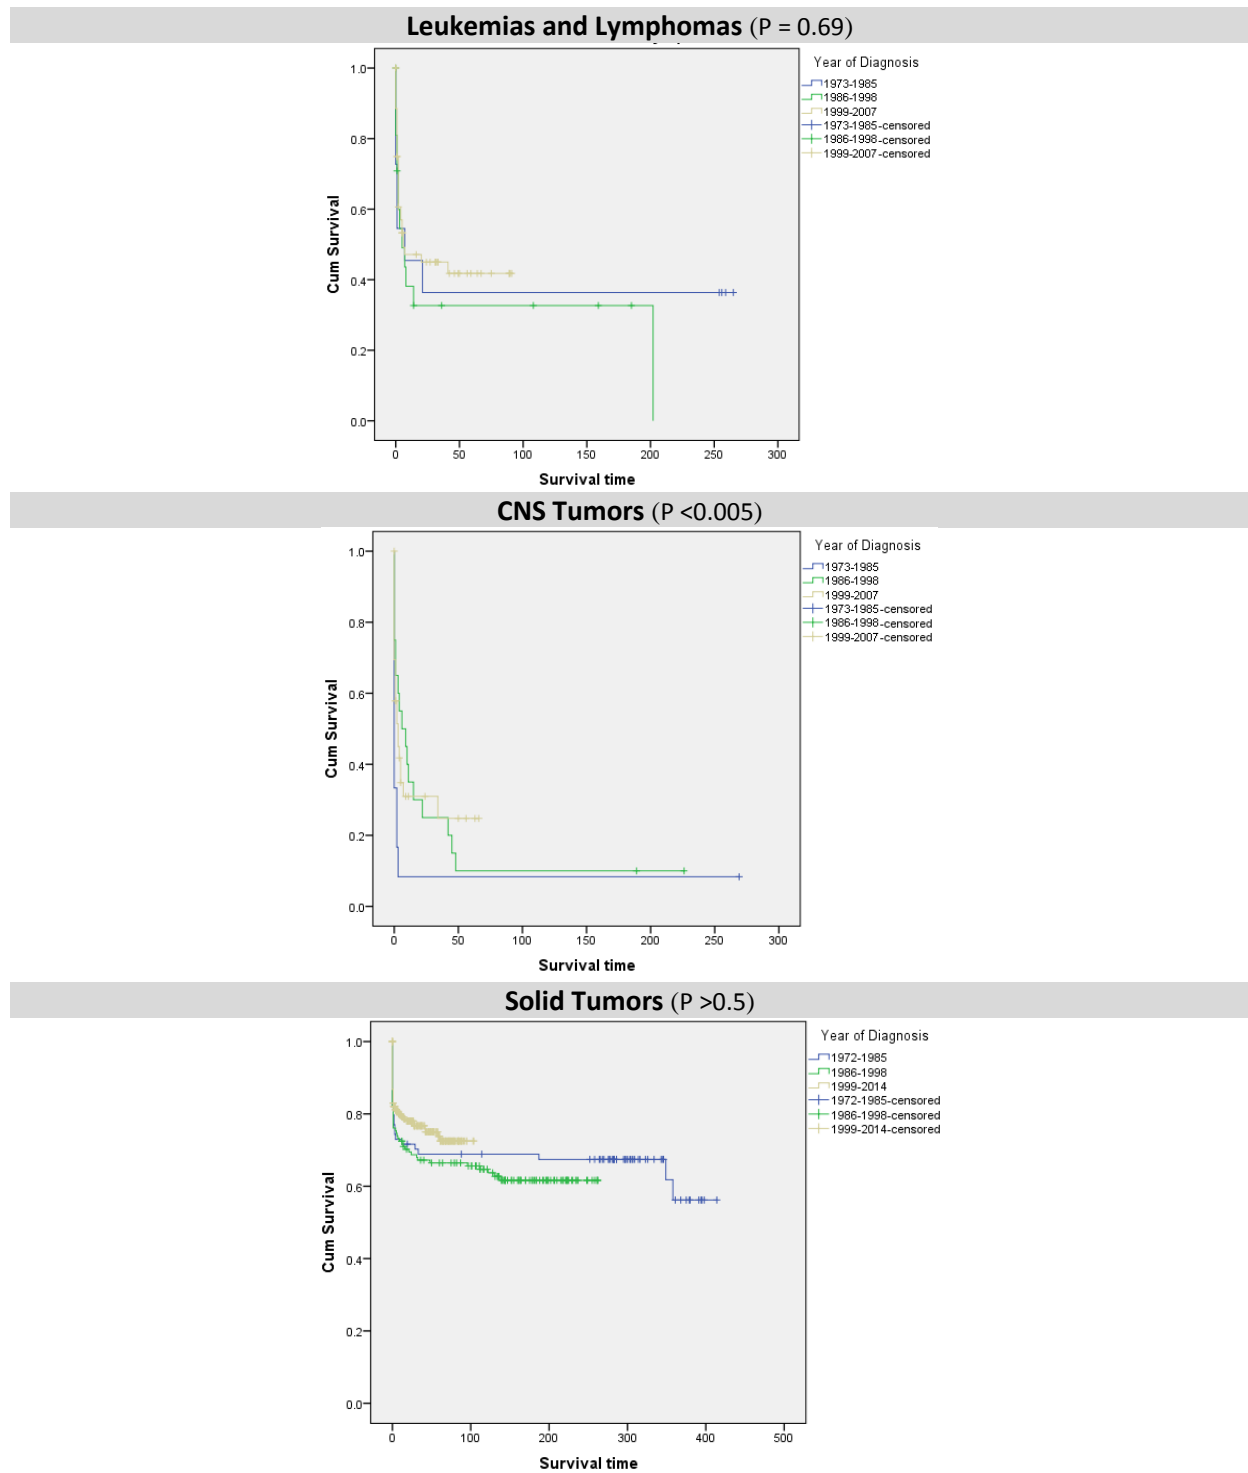 Leukemias and Lymphomas (P = 0.69)
Year of Diagnosis
1973-1985
1986-1998
1999-2007
1973-1985-censored
1986-1998-censored
1999-2007-censored
1.0
0.8
0.6
0.4
0.2
0.0
Cum Survival
0 50 100 150 200 250 300
Survival time
CNS Tumors (P <0.005)
Year of Diagnosis
1973-1985
1986-1998
1999-2007
1973-1985-censored
1986-1998-censored
1999-2007-censored
1.0
0.8
0.6
0.4
0.2
0.0
Cum Survival
0 50 100 150 200 250 300
Survival time
Solid Tumors (P >0.5)
Year of Diagnosis
1972-1985
1986-1998
1999-2014
1972-1985-censored
1986-1998-censored
1999-2014-censored
1.0
0.8
0.6
0.4
0.2
0.0
Cum Survival
0 100 200 300 400 500
Survival time